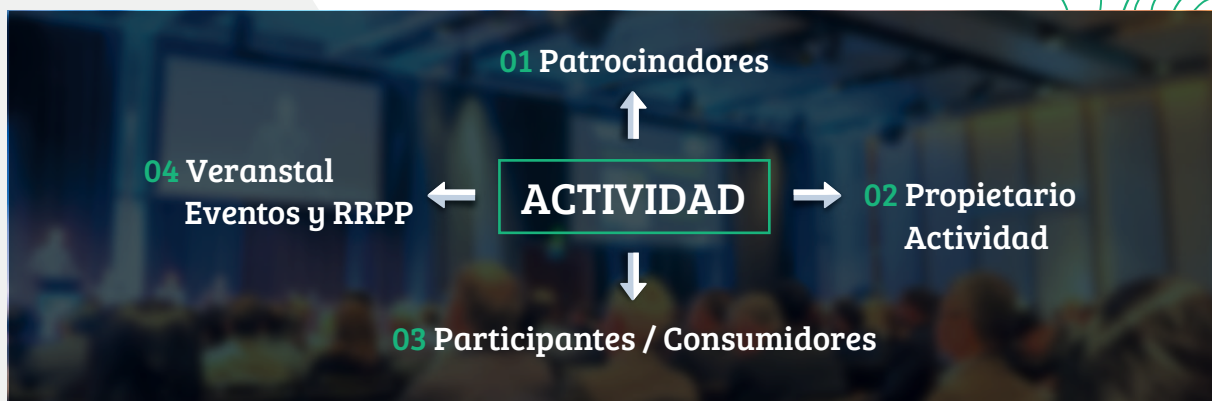 01 Patrocinadores
04 Veranstal
Eventos y RRPP
ACTIVIDAD
02 Propietario
Actividad
03 Participantes / Consumidores